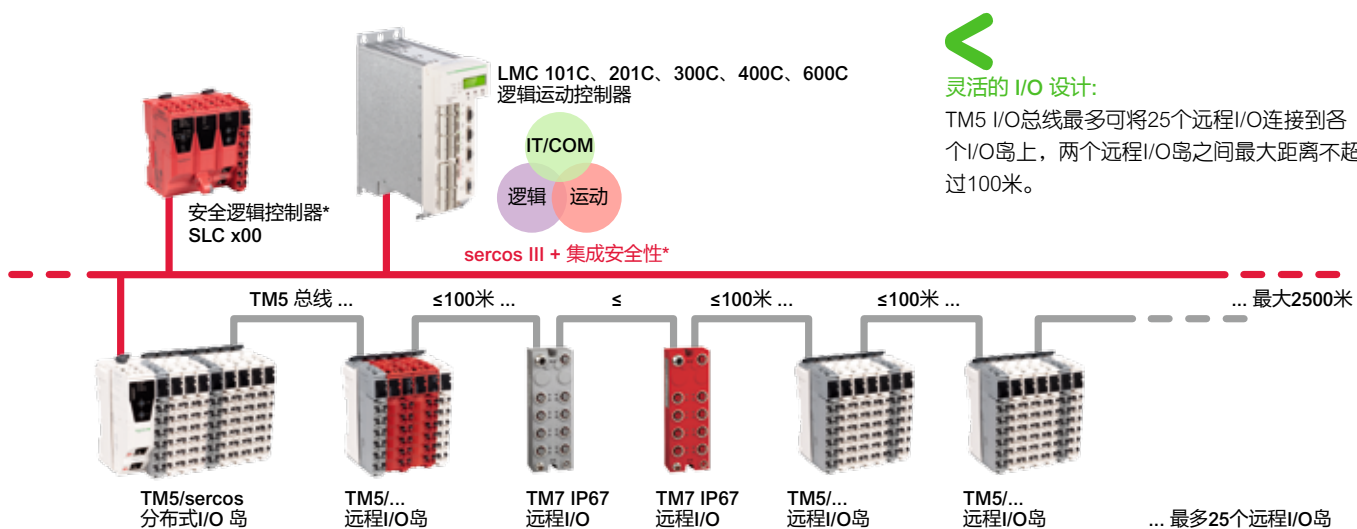 LMC 101C、201C、300C、400C、600C
逻辑运动控制器
IT/COM
逻辑
运动
灵活的 I/O 设计:
TM5 I/O总线最多可将25个远程I/O连接到各
个I/O岛上，两个远程I/O岛之间最大距离不超
过100米。
安全逻辑控制器*
SLC x00
sercos III + 集成安全性*
TM5 总线 ...
≤100米 ...
≤
≤100米 ...
≤100米 ...
... 最大2500米
TM5/sercos
分布式I/O 岛
TM5/...
远程I/O岛
TM7 IP67
远程I/O
TM7 IP67
远程I/O
TM5/...
远程I/O岛
TM5/...
远程I/O岛
... 最多25个远程I/O岛